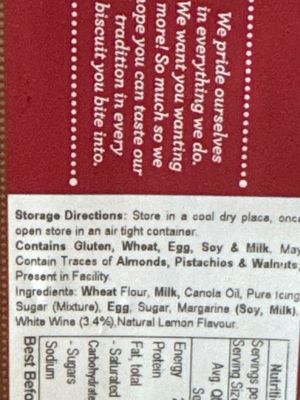 We pride ourselves
in everything we do.
We want you wanting
more! So much so we
hope you can taste our
tradition in every
biscuit you bite into.
Storage Directions: Store in a cool dry place, once
open store in an air tight container.
Contains Gluten, Wheat, Egg, Soy & Milk. May
Contain Traces of Almonds, Pistachios & Walnuts
Present in Facility.
Ingredients: Wheat Flour, Milk, Canola Oil, Pure Icing
Sugar (Mixture), Egg, Sugar, Margarine (Soy, Milk),
White Wine (3.4%),Natural Lemon Flavour.
Servings
Serving Size
Avg. 
Energy
Protein
Fat, total
- Saturated
Carbohydrate
- Sugars
Sodium
Best